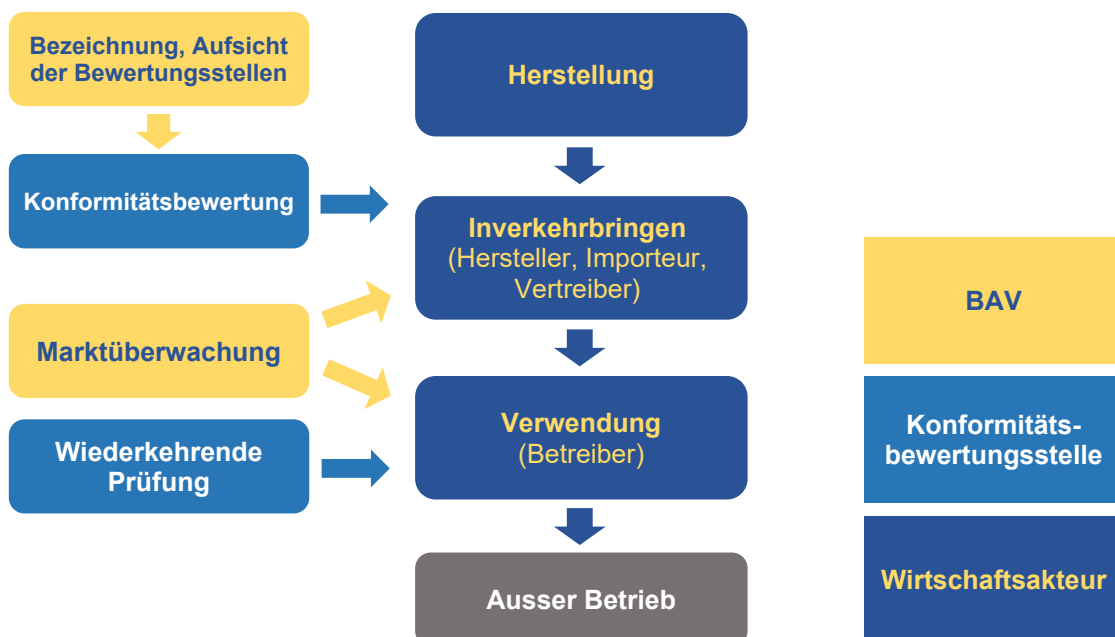 Bezeichnung, Aufsicht
der Bewertungsstellen
Herstellung
Konformitätsbewertung
Inverkehrbringen
(Hersteller, Importeur,
Vertreiber)
Marktüberwachung
Verwendung
(Betreiber)
Wiederkehrende
Prüfung
Ausser Betrieb
BAV
Konformitäts-
bewertungsstelle
Wirtschaftsakteur